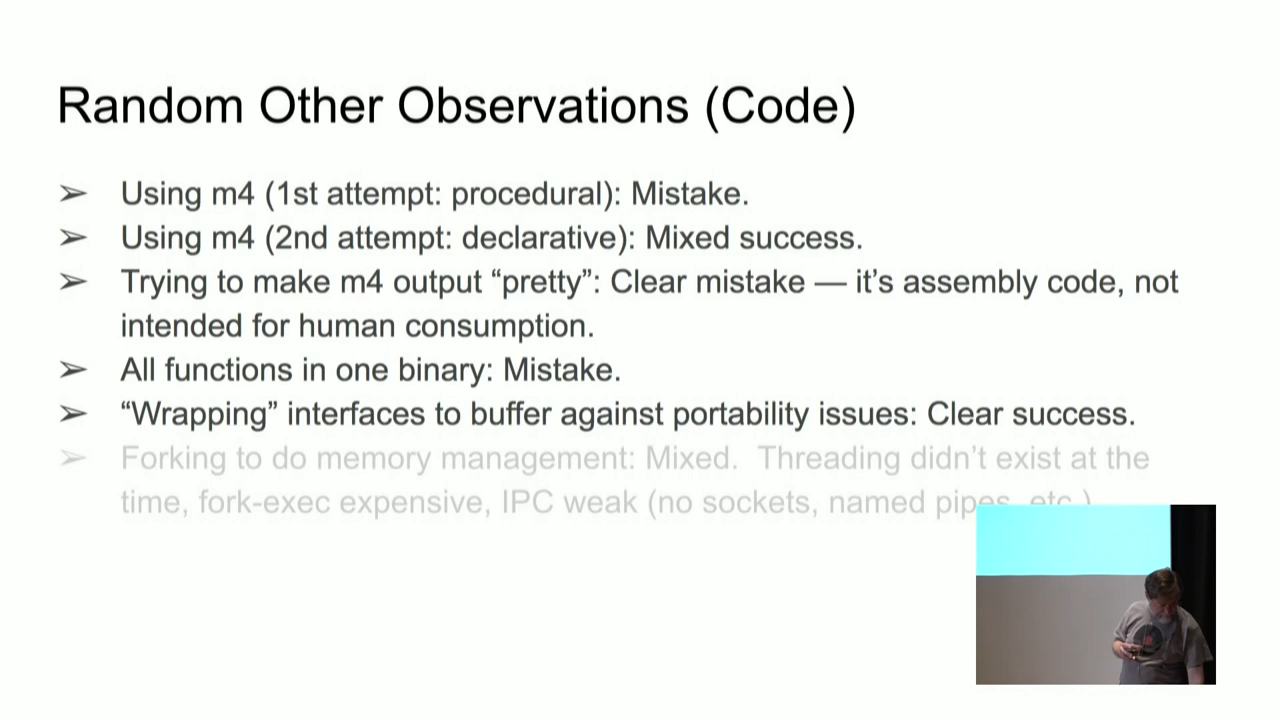 Random Other Observations (Code)
➢ Using m4 (1st attempt: procedural): Mistake.
➢ Using m4 (2nd attempt: declarative): Mixed success.
➢ Trying to make m4 output “pretty”: Clear mistake — it’s assembly code, not
intended for human consumption.
➢ All functions in one binary: Mistake.
➢ “Wrapping” interfaces to buffer against portability issues: Clear success.
➢ Forking to do memory management: Mixed.  Threading didn’t exist at the
time, fork-exec expensive, IPC weak (no sockets, named pipes, etc.)